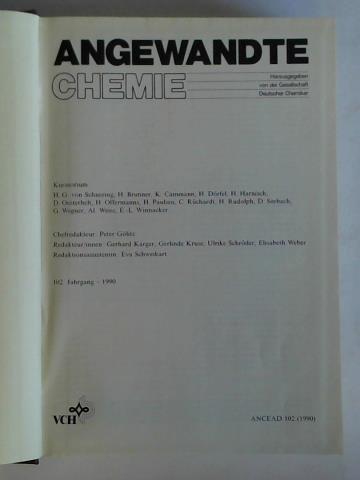 ANGEWANDTE
CHEMIE
Herausgegeben
von der Gesellschaft
Deutscher Chemiker
Kuratorium
H. G. von Schnering, H. Brunner, K. Cammann, H. Dörfel, H. Harnisch,
D. Oesterhelt, H. Offermanns, H. Paulsen, C. Rüchardt, H. Rudolph, D. Seebach,
G. Wegner, Al. Weiss, E.-L. Winnacker
Chefredakteur: Peter Gölitz
Redakteur/innen: Gerhard Karger, Gerlinde Kruse, Ulrike Schröder, Elisabeth Weber
Redaktionsassistentin: Eva Schweikart
102. Jahrgang – 1990
VCH
ANCEAD 102 (1990)